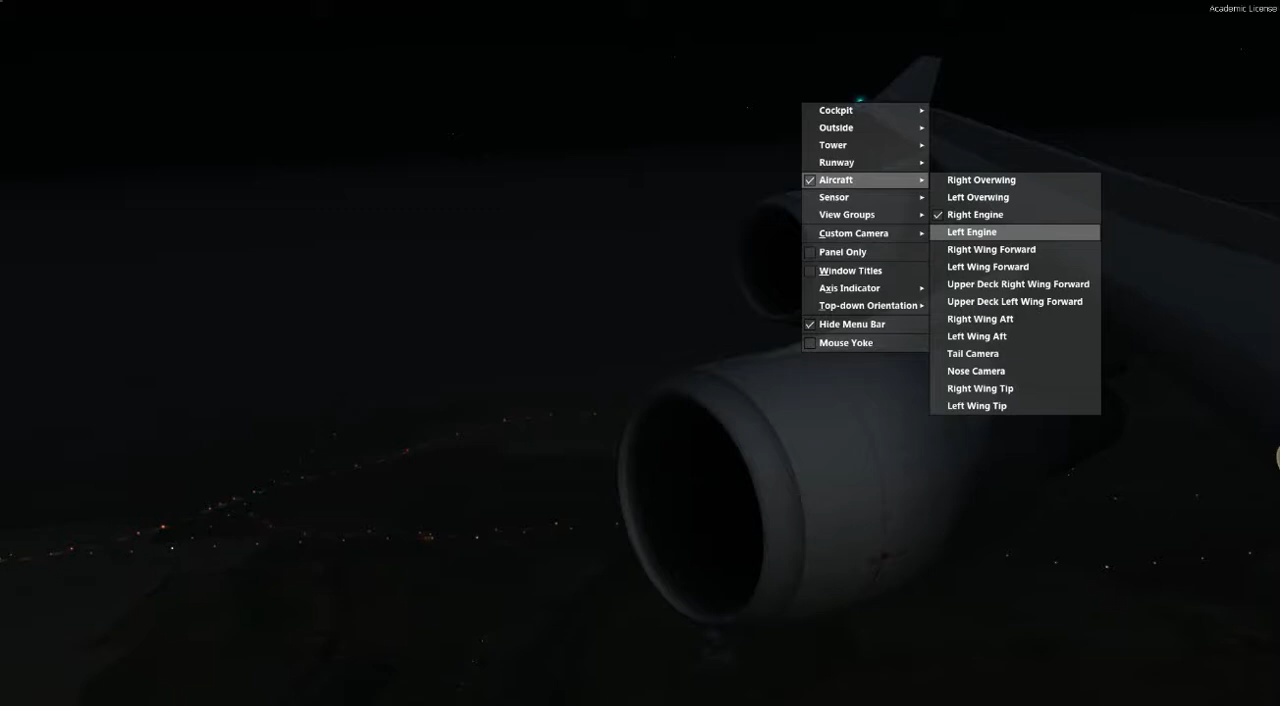 Academic License
Cockpit
Outside
Tower
Runway
Aircraft
Sensor
View Groups
Custom Camera
Panel Only
Window Titles
Axis Indicator
Top-down Orientation
Hide Menu Bar
Mouse Yoke
Right Overwing
Left Overwing
Right Engine
Left Engine
Right Wing Forward
Left Wing Forward
Upper Deck Right Wing Forward
Upper Deck Left Wing Forward
Right Wing Aft
Left Wing Aft
Tail Camera
Nose Camera
Right Wing Tip
Left Wing Tip